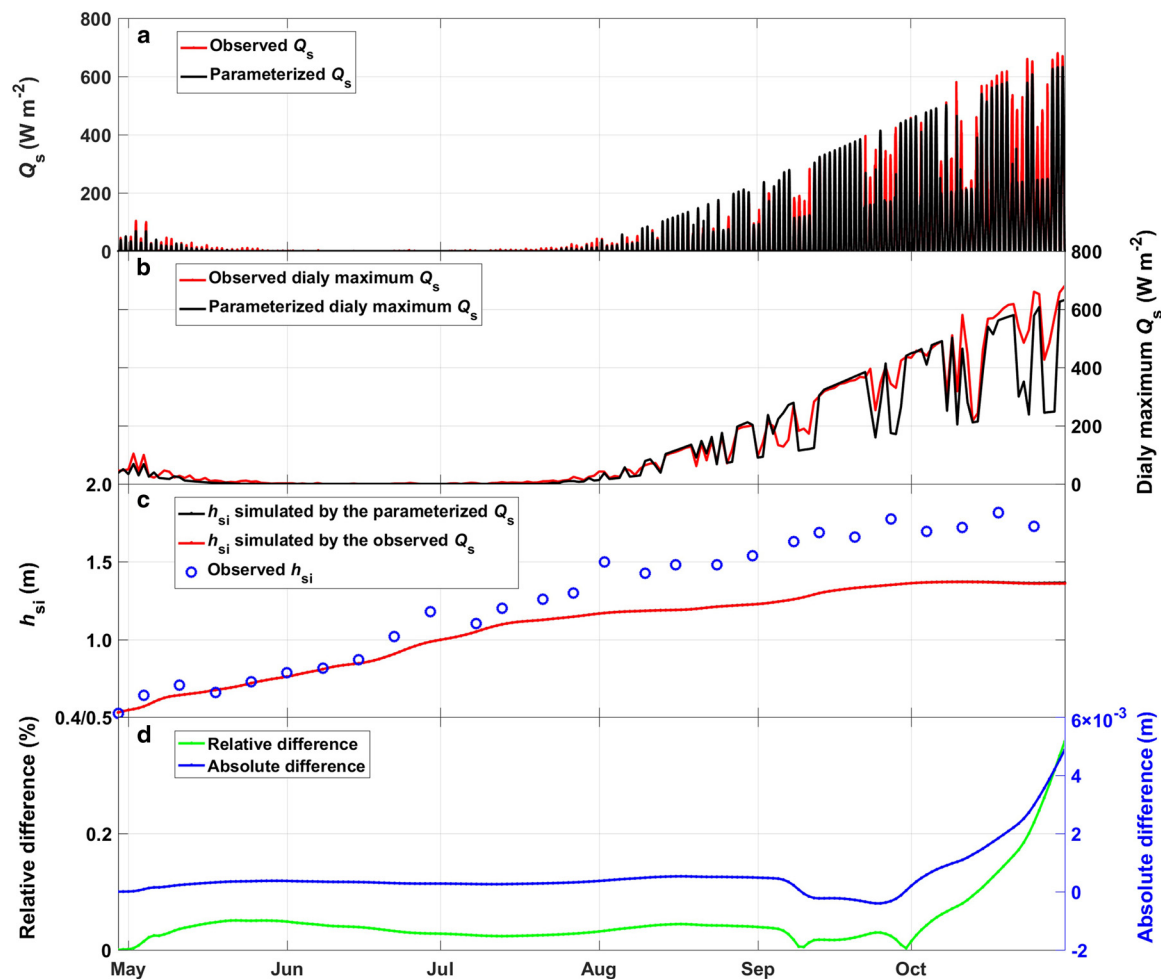 a
800
600
400
200
0
Qs (W m-2)
Observed Qs
Parameterized Qs
b
Observed dialy maximum Qs
Parameterized dialy maximum Qs
800
600
400
200
0
Dialy maximum Qs (W m-2)
c
2.0
1.5
1.0
0.4/0.5
hsi (m)
hsi simulated by the parameterized Qs
hsi simulated by the observed Qs
Observed hsi
d
Relative difference
Absolute difference
0.2
0
Relative difference (%)
6×10-3
4
2
0
-2
Absolute difference (m)
May Jun Jul Aug Sep Oct